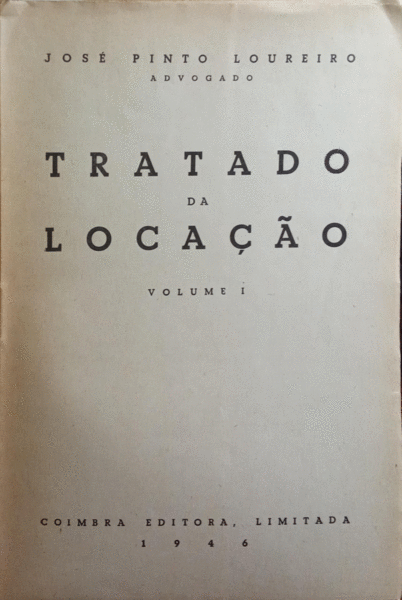 JOSÉ PINTO LOUREIRO
ADVOGADO
TRATADO
DA
LOCAÇÃO
VOLUME I
COIMBRA EDITORA, LIMITADA
1946